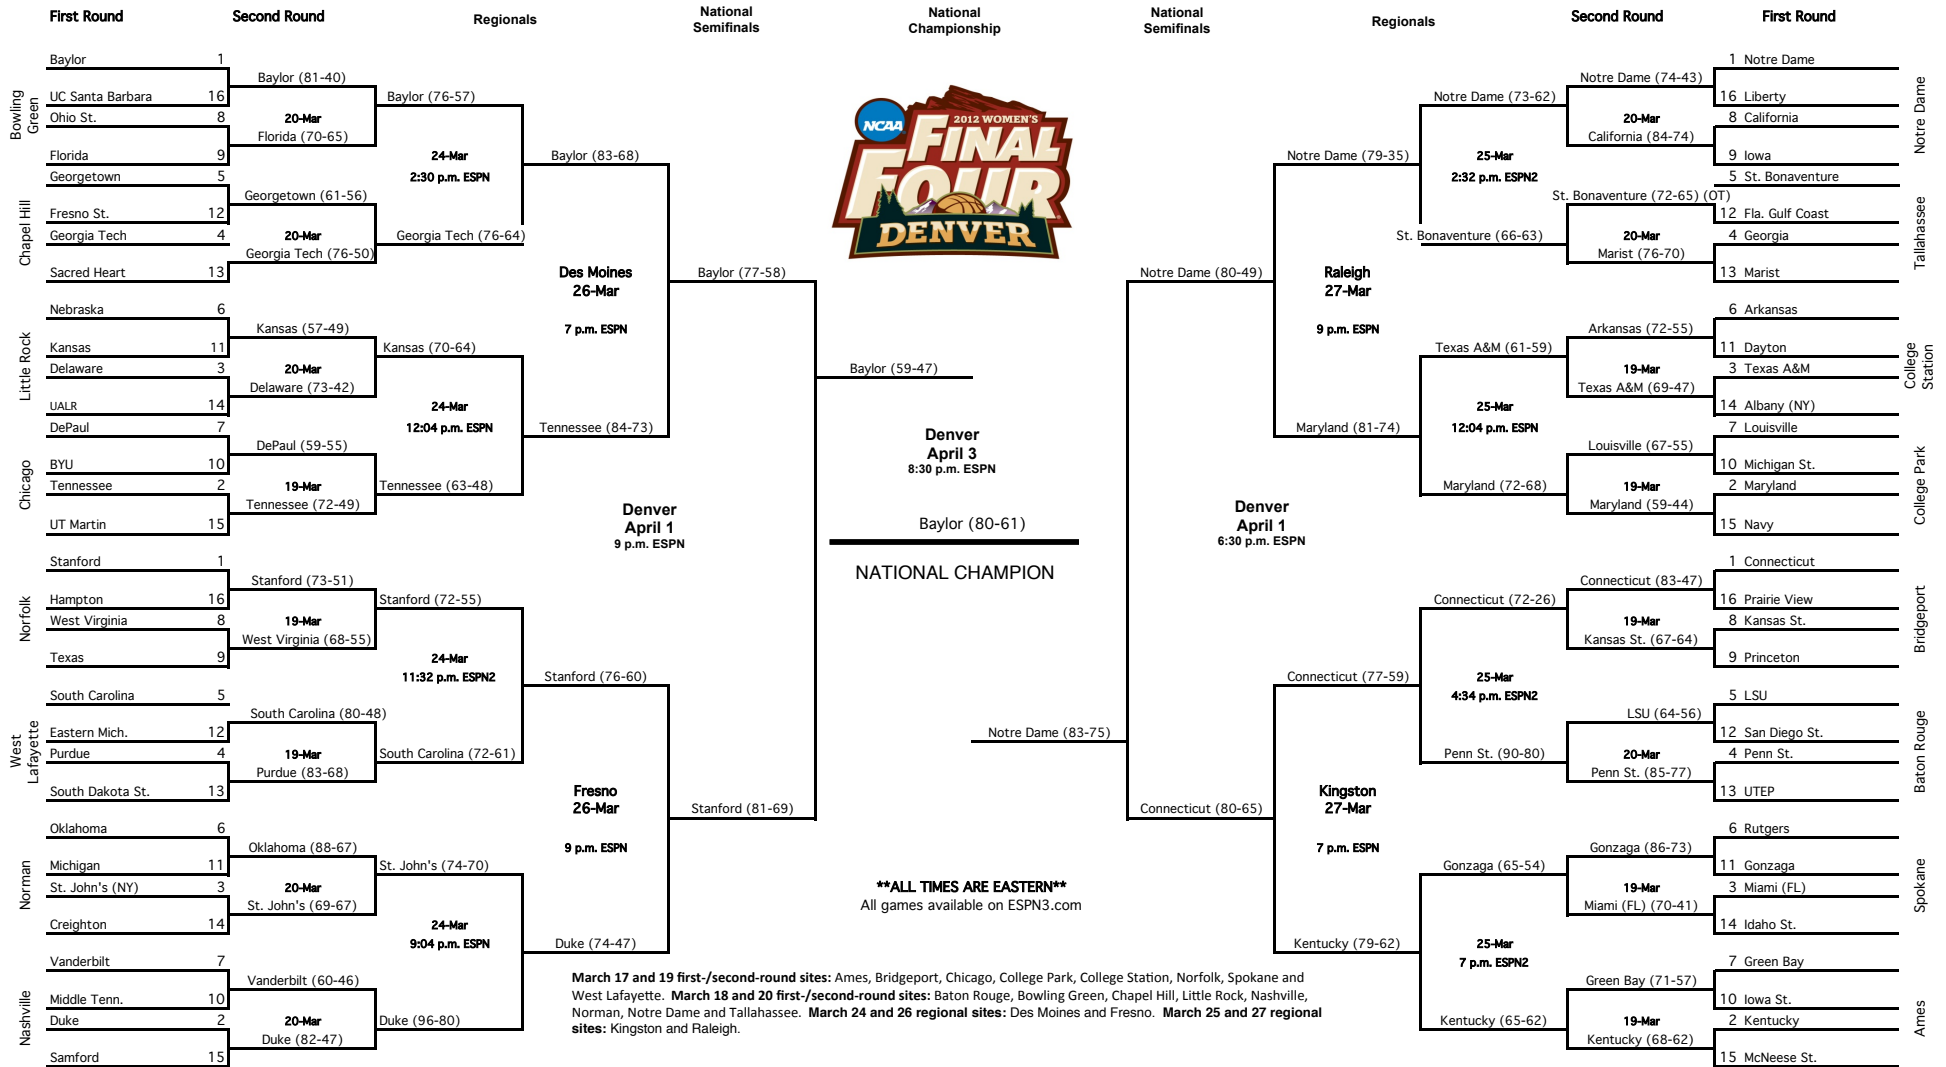 First Round
Second Round
Regionals
National
Semifinals
National
Championship
National
Semifinals
Regionals
Second Round
First Round
Bowling
Green
Baylor 1
Baylor (81-40)
UC Santa Barbara 16
Baylor (76-57)
Ohio St. 8
20-Mar
Florida (70-65)
Florida 9
24-Mar
2:30 p.m. ESPN
Baylor (83-68)
Chapel Hill
Georgetown 5
Georgetown (61-56)
Fresno St. 12
Georgia Tech 4
20-Mar
Georgia Tech (76-64)
Georgia Tech (76-50)
Sacred Heart 13
Des Moines
26-Mar
7 p.m. ESPN
Baylor (77-58)
Little Rock
Nebraska 6
Kansas (57-49)
Kansas 11
Kansas (70-64)
Delaware 3
20-Mar
Delaware (73-42)
UALR 14
24-Mar
12:04 p.m. ESPN
Tennessee (84-73)
Chicago
DePaul 7
DePaul (59-55)
BYU 10
Tennessee 2
19-Mar
Tennessee (63-48)
Tennessee (72-49)
UT Martin 15
Denver
April 1
9 p.m. ESPN
Norfolk
Stanford 1
Stanford (73-51)
Hampton 16
Stanford (72-55)
West Virginia 8
19-Mar
West Virginia (68-55)
Texas 9
24-Mar
11:32 p.m. ESPN2
Stanford (76-60)
West
Lafayette
South Carolina 5
South Carolina (80-48)
Eastern Mich. 12
Purdue 4
19-Mar
South Carolina (72-61)
Purdue (83-68)
South Dakota St. 13
Fresno
26-Mar
9 p.m. ESPN
Stanford (81-69)
Norman
Oklahoma 6
Oklahoma (88-67)
Michigan 11
St. John's (74-70)
St. John's (NY) 3
20-Mar
St. John's (69-67)
Creighton 14
24-Mar
9:04 p.m. ESPN
Duke (74-47)
Nashville
Vanderbilt 7
Vanderbilt (60-46)
Middle Tenn. 10
Duke 2
20-Mar
Duke (96-80)
Duke (82-47)
Samford 15
NCAA
2012 WOMEN'S
FINAL
FOUR
DENVER
Baylor (59-47)
Denver
April 3
8:30 p.m. ESPN
Baylor (80-61)
NATIONAL CHAMPION
Notre Dame (83-75)
**ALL TIMES ARE EASTERN**
All games available on ESPN3.com
Notre Dame
1 Notre Dame
Notre Dame (74-43)
16 Liberty
Notre Dame (73-62)
8 California
20-Mar
California (84-74)
9 Iowa
25-Mar
2:32 p.m. ESPN2
Notre Dame (79-35)
Tallahassee
5 St. Bonaventure
St. Bonaventure (72-65) (OT)
12 Fla. Gulf Coast
4 Georgia
20-Mar
St. Bonaventure (66-63)
Marist (76-70)
13 Marist
Raleigh
27-Mar
9 p.m. ESPN
Notre Dame (80-49)
College
Station
6 Arkansas
Arkansas (72-55)
11 Dayton
Texas A&M (61-59)
3 Texas A&M
19-Mar
Texas A&M (69-47)
14 Albany (NY)
25-Mar
12:04 p.m. ESPN
Maryland (81-74)
College Park
7 Louisville
Louisville (67-55)
10 Michigan St.
2 Maryland
19-Mar
Maryland (72-68)
Maryland (59-44)
15 Navy
Denver
April 1
6:30 p.m. ESPN
Bridgeport
1 Connecticut
Connecticut (83-47)
16 Prairie View
Connecticut (72-26)
8 Kansas St.
19-Mar
Kansas St. (67-64)
9 Princeton
25-Mar
4:34 p.m. ESPN2
Connecticut (77-59)
Baton Rouge
5 LSU
LSU (64-56)
12 San Diego St.
4 Penn St.
20-Mar
Penn St. (90-80)
Penn St. (85-77)
13 UTEP
Kingston
27-Mar
7 p.m. ESPN
Connecticut (80-65)
Spokane
6 Rutgers
Gonzaga (86-73)
11 Gonzaga
Gonzaga (65-54)
3 Miami (FL)
19-Mar
Miami (FL) (70-41)
14 Idaho St.
25-Mar
7 p.m. ESPN2
Kentucky (79-62)
Ames
7 Green Bay
Green Bay (71-57)
10 Iowa St.
2 Kentucky
19-Mar
Kentucky (65-62)
Kentucky (68-62)
15 McNeese St.
March 17 and 19 first-/second-round sites: Ames, Bridgeport, Chicago, College Park, College Station, Norfolk, Spokane and
West Lafayette. March 18 and 20 first-/second-round sites: Baton Rouge, Bowling Green, Chapel Hill, Little Rock, Nashville,
Norman, Notre Dame and Tallahassee. March 24 and 26 regional sites: Des Moines and Fresno. March 25 and 27 regional
sites: Kingston and Raleigh.